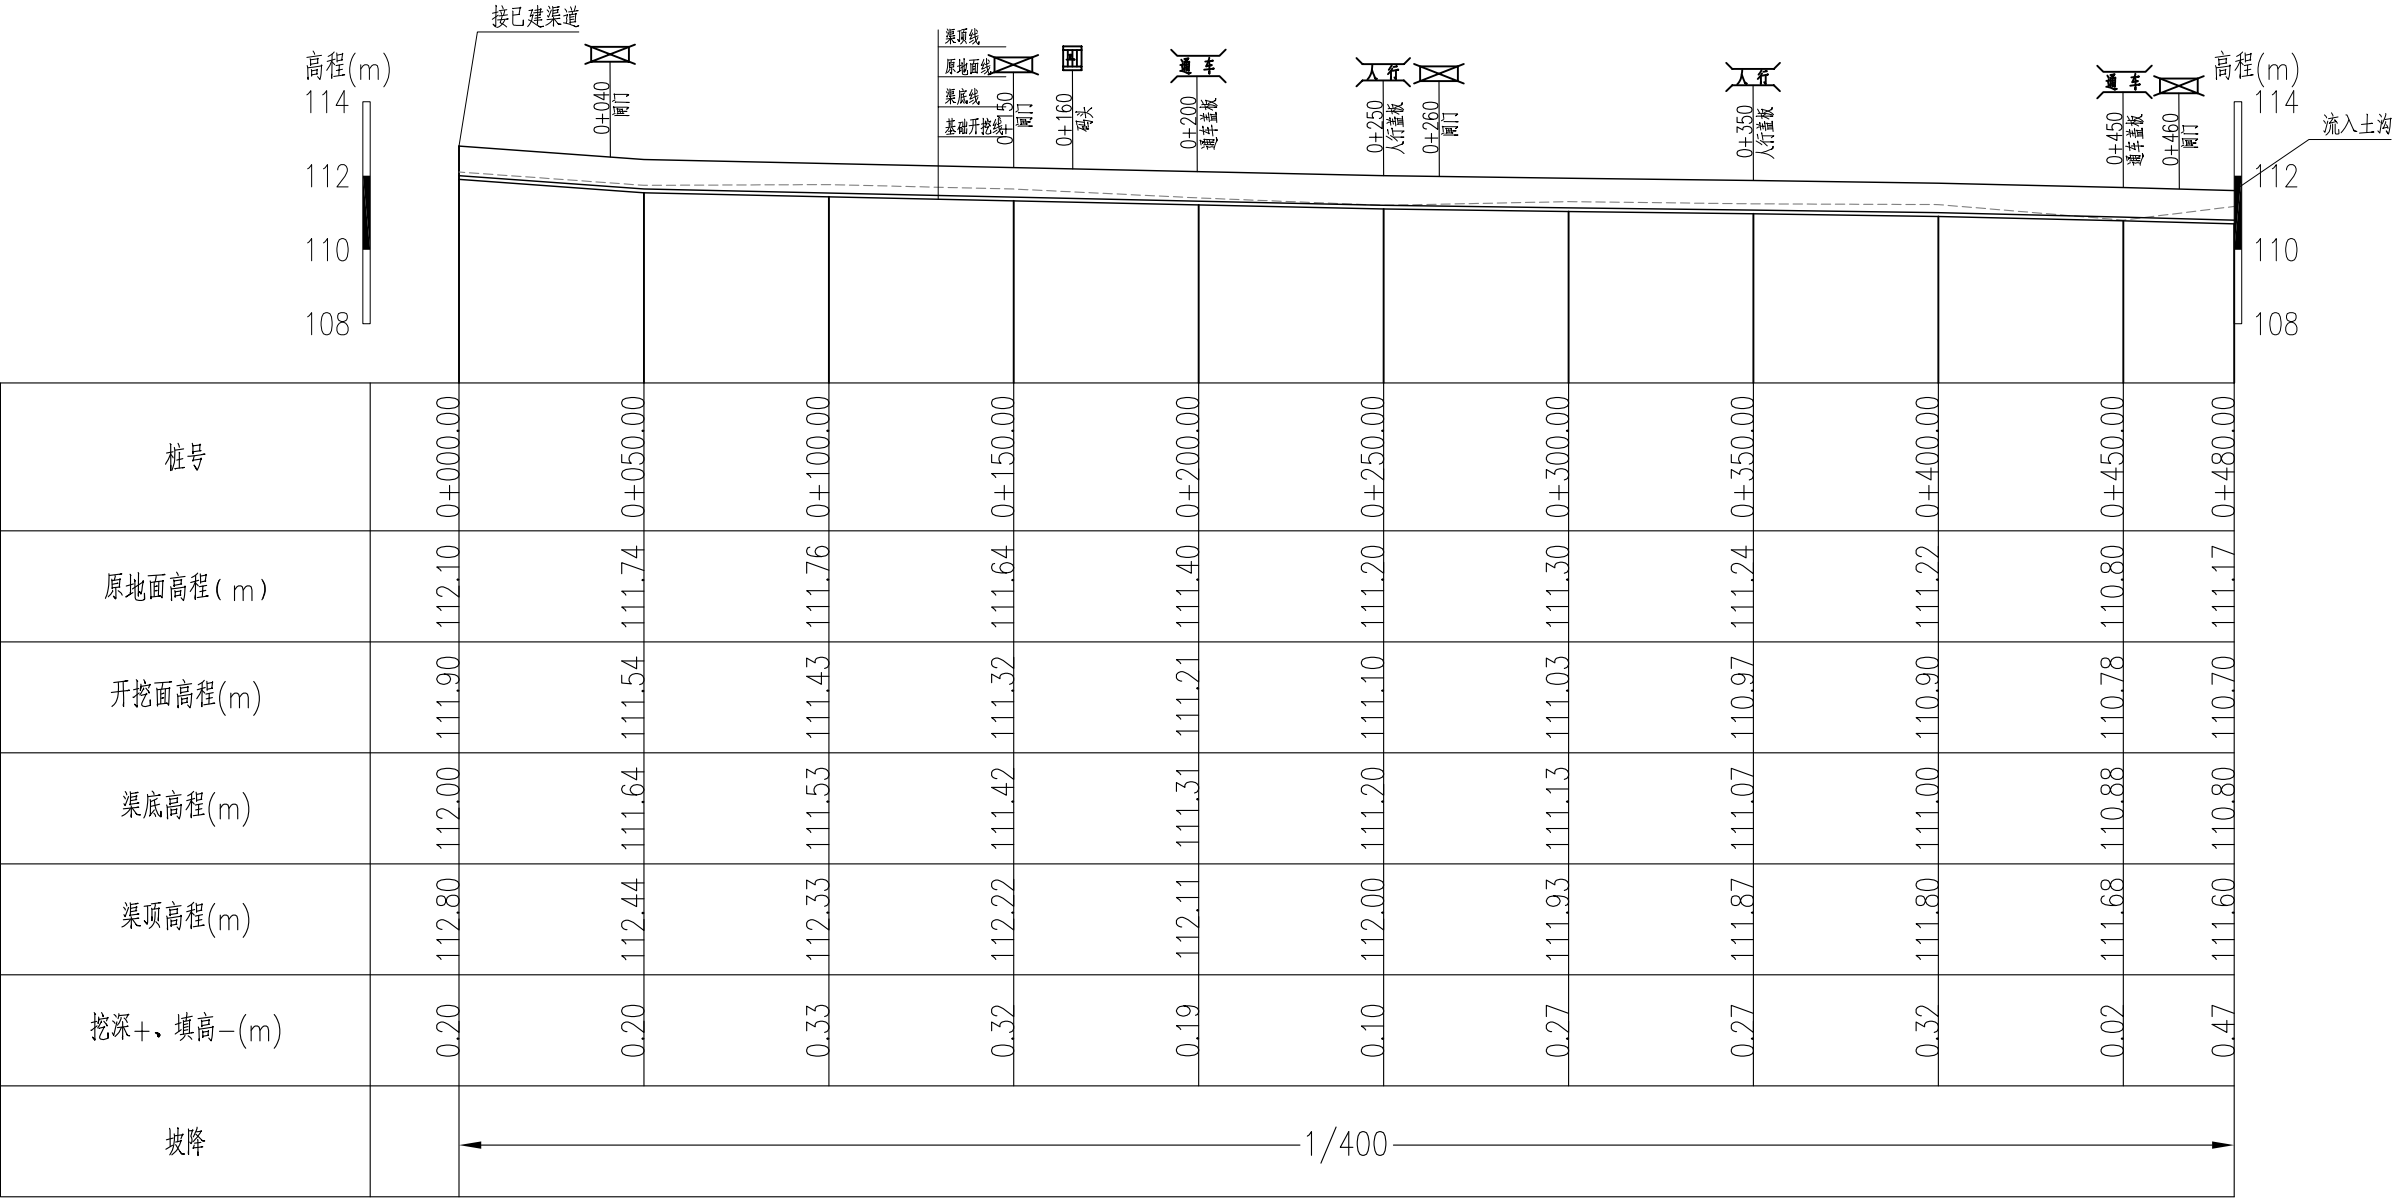 接已建渠道
高程(m)
114
112
110
108
0+040
闸门
渠顶线
原地面线
渠底线
基础开挖线
0+150
闸门
0+160
码头
通 车
0+200
通车盖板
人 行
0+250
人行盖板
0+260
闸门
人 行
0+350
人行盖板
通 车
0+450
通车盖板
0+460
闸门
高程(m)
114
112
110
108
流入土沟
桩号 0+000.00 0+050.00 0+100.00 0+150.00 0+200.00 0+250.00 0+300.00 0+350.00 0+400.00 0+450.00 0+480.00
原地面高程(m) 112.10 111.74 111.76 111.64 111.40 111.20 111.30 111.24 111.22 110.80 111.17
开挖面高程(m) 111.90 111.54 111.43 111.32 111.21 111.10 111.03 110.97 110.90 110.78 110.70
渠底高程(m) 112.00 111.64 111.53 111.42 111.31 111.20 111.13 111.07 111.00 110.88 110.80
渠顶高程(m) 112.80 112.44 112.33 112.22 112.11 112.00 111.93 111.87 111.80 111.68 111.60
挖深+、填高-(m) 0.20 0.20 0.33 0.32 0.19 0.10 0.27 0.27 0.32 0.02 0.47
坡降 1/400